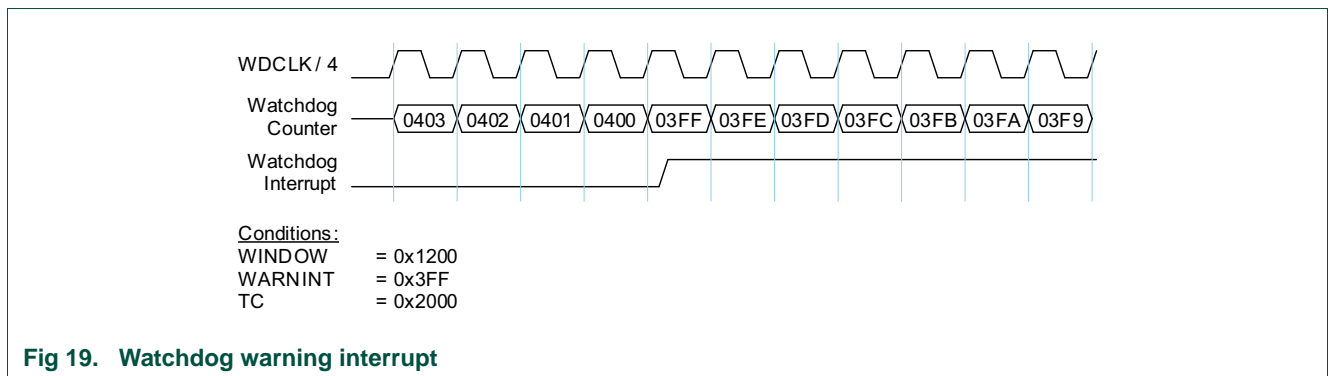 WDCLK / 4
Watchdog
Counter
0403 0402 0401 0400 03FF 03FE 03FD 03FC 03FB 03FA 03F9
Watchdog
Interrupt
Conditions:
WINDOW = 0x1200
WARNINT = 0x3FF
TC = 0x2000
Fig 19. Watchdog warning interrupt